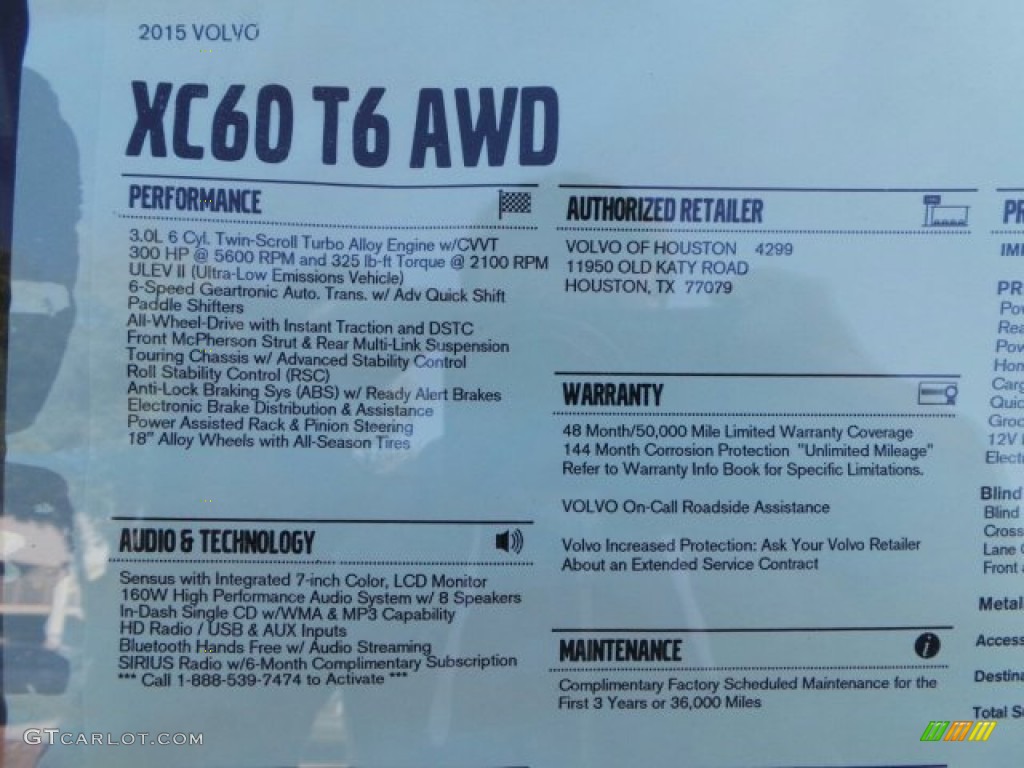 2015 VOLVO
XC60 T6 AWD
PERFORMANCE
3.0L 6 Cyl. Twin-Scroll Turbo Alloy Engine w/CVVT
300 HP @ 5600 RPM and 325 lb-ft Torque @ 2100 RPM
ULEV II (Ultra-Low Emissions Vehicle)
6-Speed Geartronic Auto. Trans. w/ Adv Quick Shift
Paddle Shifters
All-Wheel-Drive with Instant Traction and DSTC
Front McPherson Strut & Rear Multi-Link Suspension
Touring Chassis w/ Advanced Stability Control
Roll Stability Control (RSC)
Anti-Lock Braking Sys (ABS) w/ Ready Alert Brakes
Electronic Brake Distribution & Assistance
Power Assisted Rack & Pinion Steering
18" Alloy Wheels with All-Season Tires
AUDIO & TECHNOLOGY
Sensus with Integrated 7-inch Color, LCD Monitor
160W High Performance Audio System w/ 8 Speakers
In-Dash Single CD w/WMA & MP3 Capability
HD Radio / USB & AUX Inputs
Bluetooth Hands Free w/ Audio Streaming
SIRIUS Radio w/6-Month Complimentary Subscription
*** Call 1-888-539-7474 to Activate ***
AUTHORIZED RETAILER
VOLVO OF HOUSTON 4299
11950 OLD KATY ROAD
HOUSTON, TX 77079
WARRANTY
48 Month/50,000 Mile Limited Warranty Coverage
144 Month Corrosion Protection "Unlimited Mileage"
Refer to Warranty Info Book for Specific Limitations.
VOLVO On-Call Roadside Assistance
Volvo Increased Protection: Ask Your Volvo Retailer
About an Extended Service Contract
MAINTENANCE
Complimentary Factory Scheduled Maintenance for the
First 3 Years or 36,000 Miles
Blind
Blind
Cross
Lane
Front
Metal
12V
Total
GTCARLOT.COM